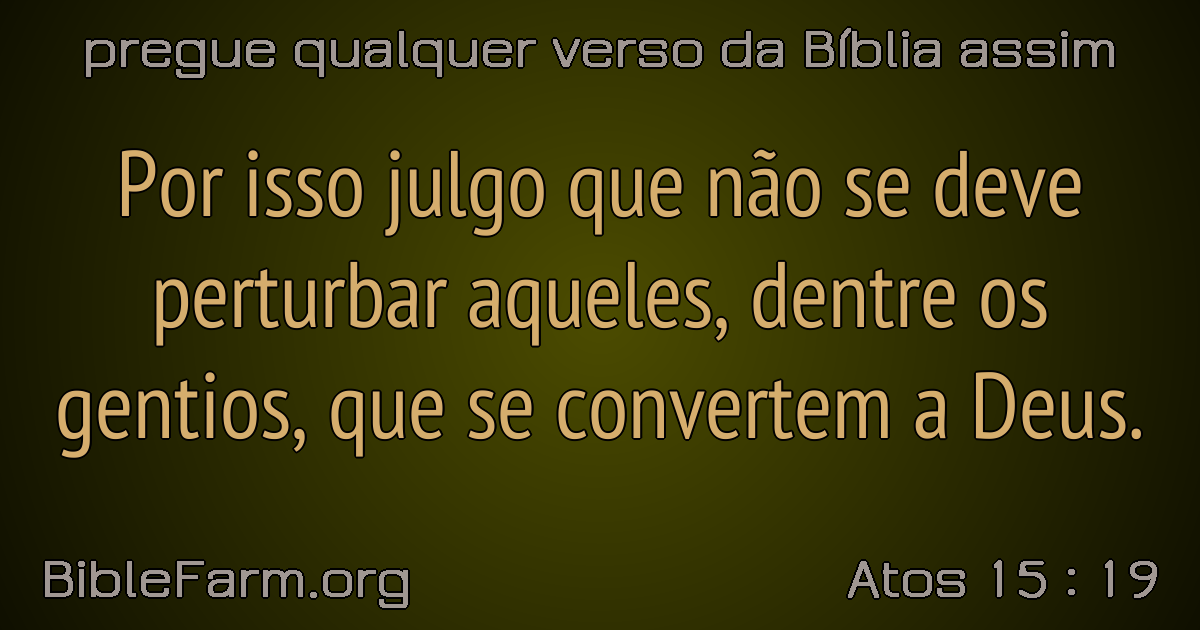 pregue qualquer verso da Bíblia assim
Por isso julgo que não se deve
perturbar aqueles, dentre os
gentios, que se convertem a Deus.
BibleFarm.org
Atos 15 : 19